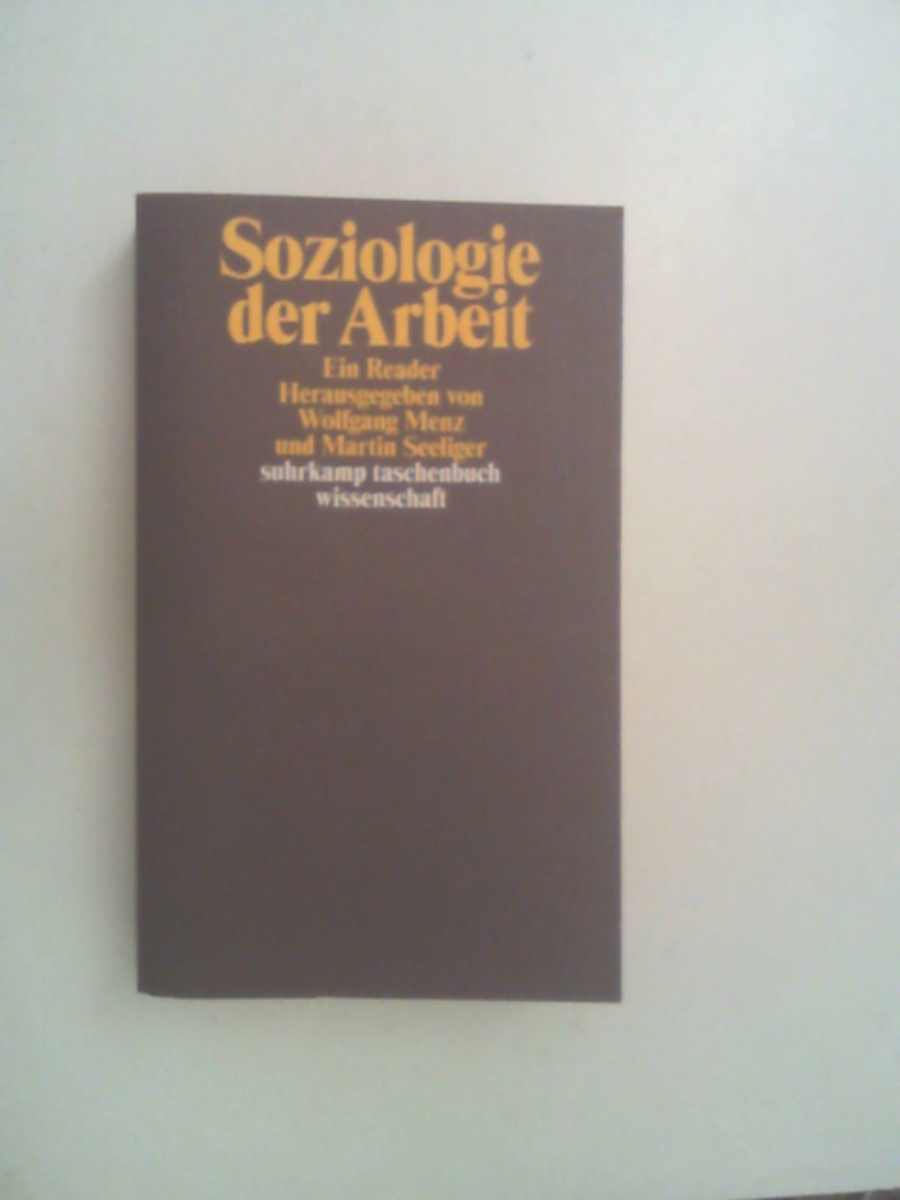 Soziologie
der Arbeit
Ein Reader
Herausgegeben von
Wolfgang Menz
und Martin Seeliger
suhrkamp taschenbuch
wissenschaft